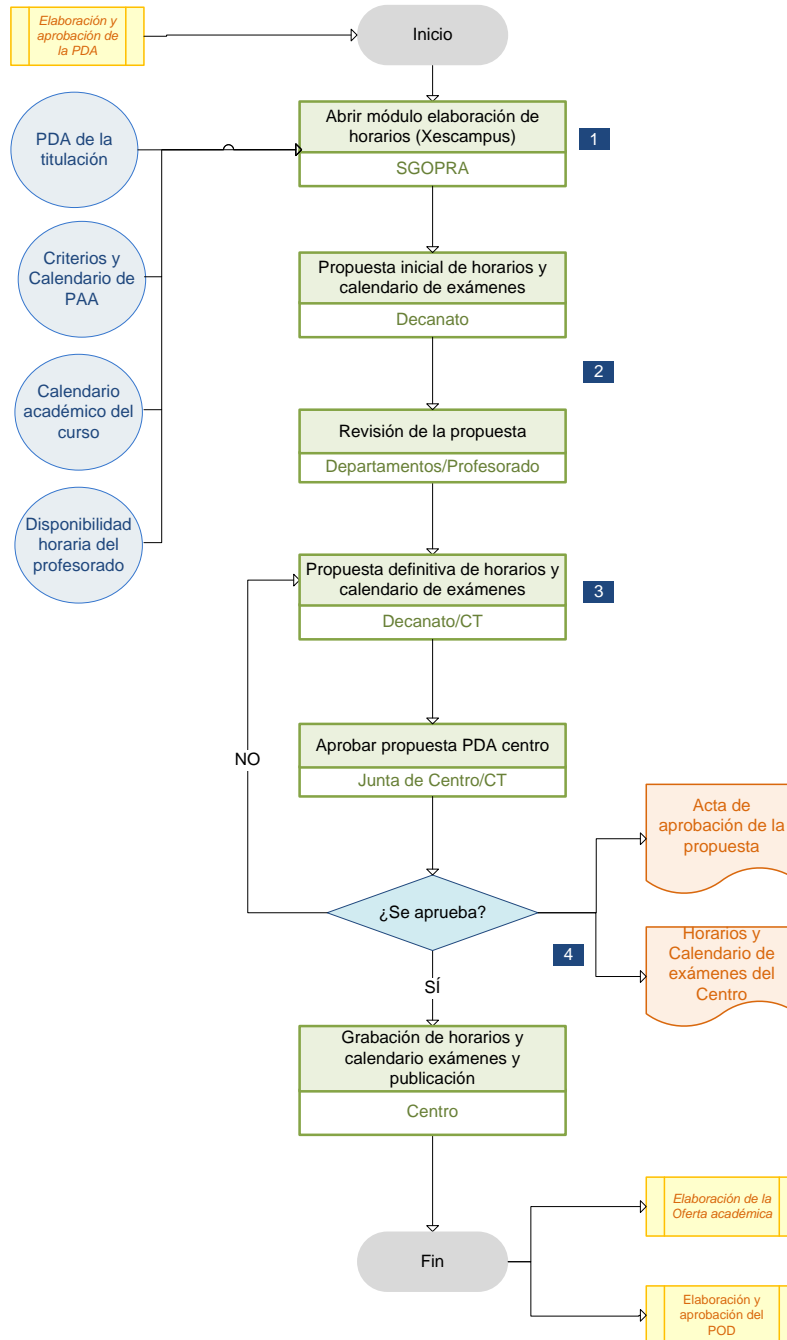 Elaboración y
aprobación de
la PDA
Inicio
Abrir módulo elaboración de
horarios (Xescampus)
SGOPRA
1
PDA de la
titulación
Criterios y
Calendario de
PAA
Propuesta inicial de horarios y
calendario de exámenes
Decanato
2
Calendario
académico del
curso
Revisión de la propuesta
Departamentos/Profesorado
Disponibilidad
horaria del
profesorado
Propuesta definitiva de horarios y
calendario de exámenes
Decanato/CT
3
NO
Aprobar propuesta PDA centro
Junta de Centro/CT
Acta de
aprobación de la
propuesta
¿Se aprueba?
4
Horarios y
Calendario de
exámenes del
Centro
SÍ
Grabación de horarios y
calendario exámenes y
publicación
Centro
Elaboración de la
Oferta académica
Fin
Elaboración y
aprobación del
POD